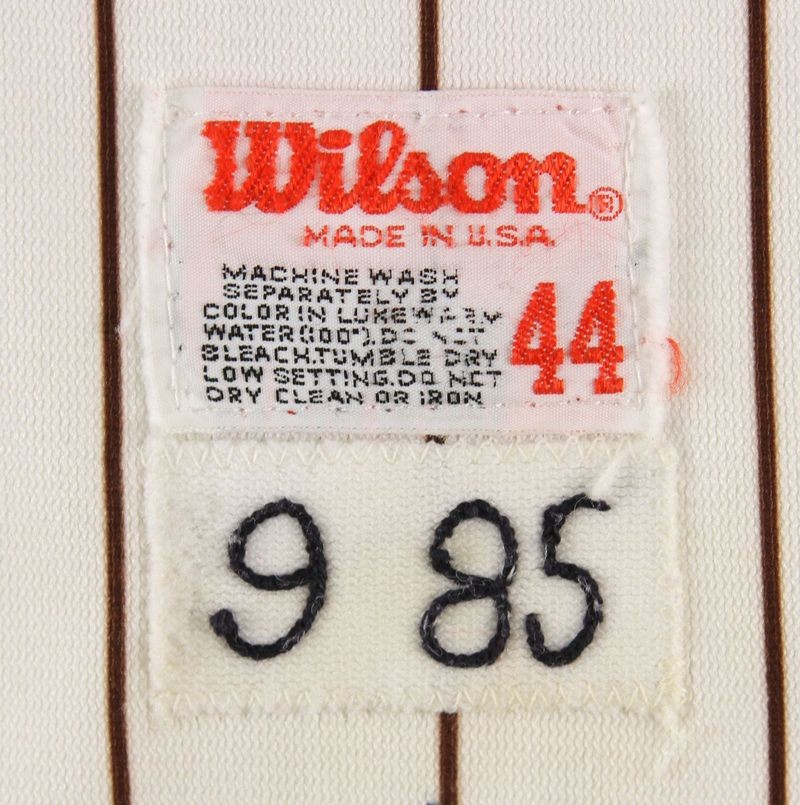 Wilson®
MADE IN U.S.A.
MACHINE WASH
SEPARATELY BY
COLOR IN LUKEWARM
WATER (100°). DO NOT
BLEACH. TUMBLE DRY
LOW SETTING. DO NOT
DRY CLEAN OR IRON
44
9 85